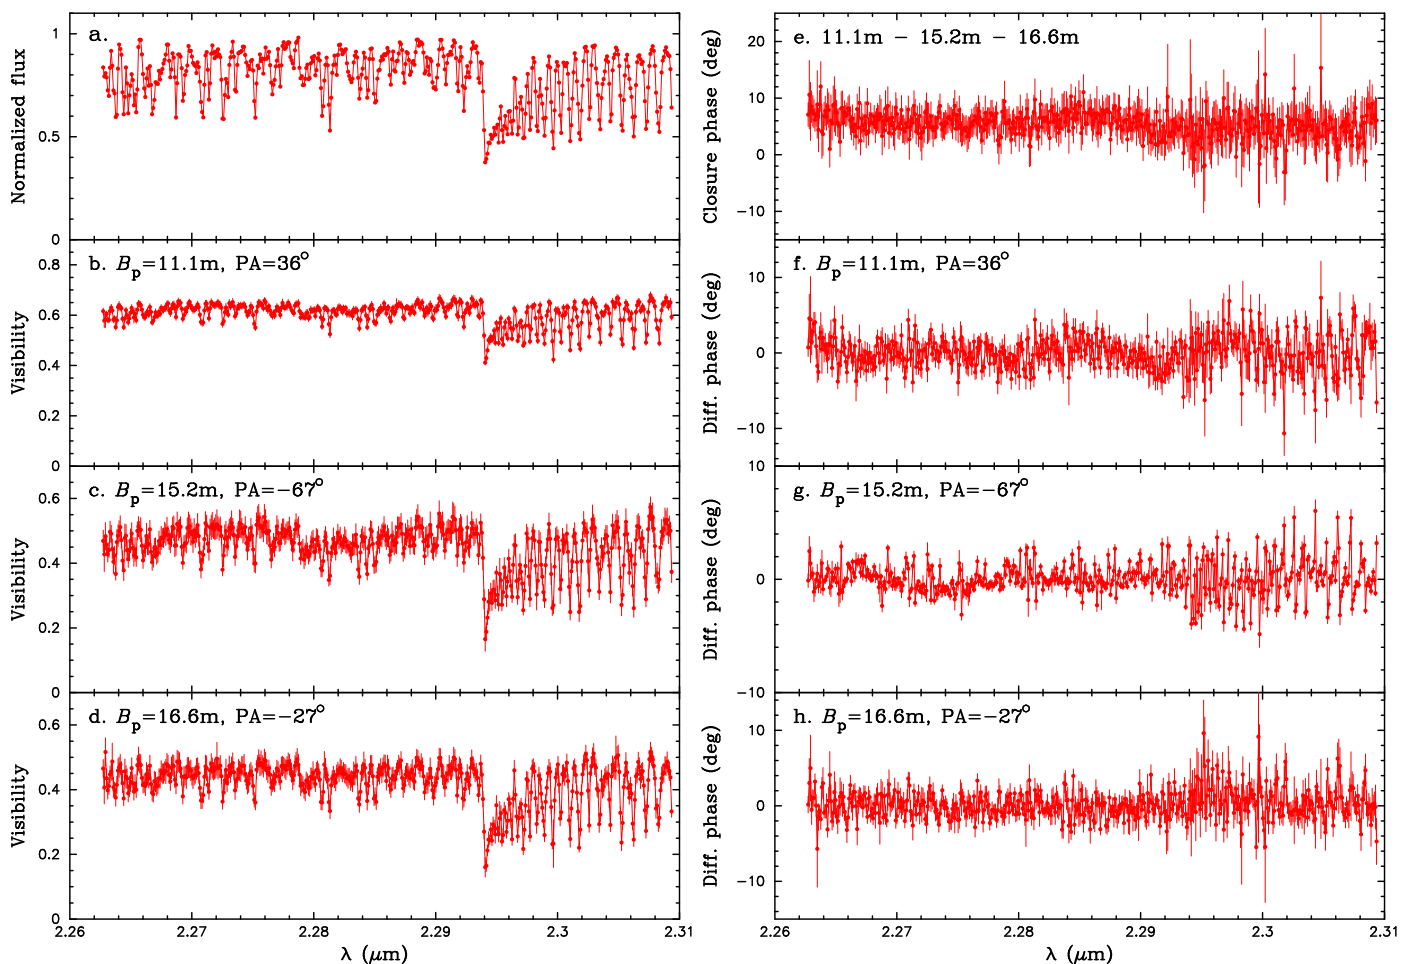 a.
1
0.5
0
Normalized flux
b. Bp=11.1m, PA=36°
0.8
0.6
0.4
0.2
0
Visibility
c. Bp=15.2m, PA=−67°
0.6
0.4
0.2
0
Visibility
d. Bp=16.6m, PA=−27°
0.6
0.4
0.2
0
Visibility
2.26 2.27 2.28 2.29 2.3 2.31
λ (μm)
e. 11.1m − 15.2m − 16.6m
20
10
0
−10
Closure phase (deg)
f. Bp=11.1m, PA=36°
10
0
−10
Diff. phase (deg)
g. Bp=15.2m, PA=−67°
10
0
−10
Diff. phase (deg)
h. Bp=16.6m, PA=−27°
10
0
−10
Diff. phase (deg)
2.26 2.27 2.28 2.29 2.3 2.31
λ (μm)